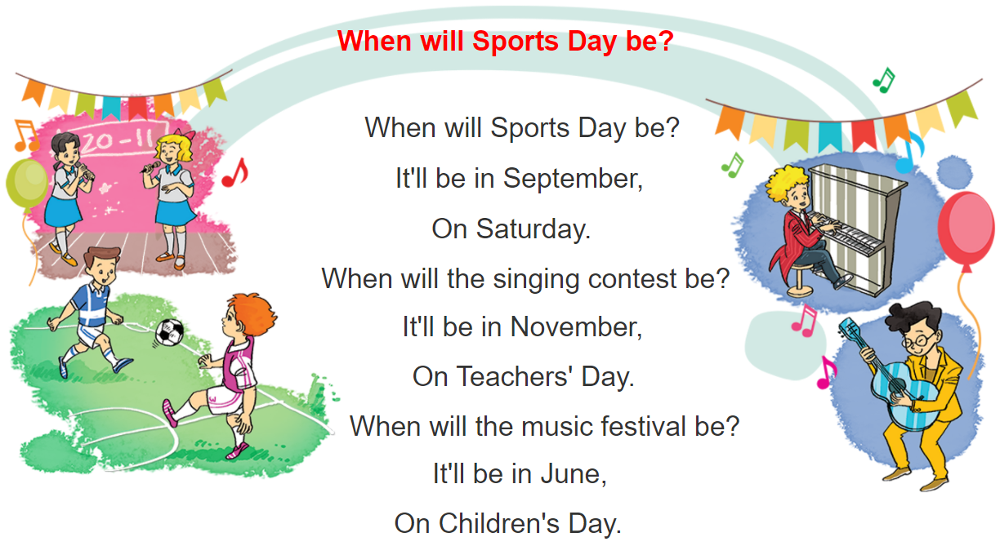 When will Sports Day be?
20-11
When will Sports Day be?
It'll be in September,
On Saturday.
When will the singing contest be?
It'll be in November,
On Teachers' Day.
When will the music festival be?
It'll be in June,
On Children's Day.